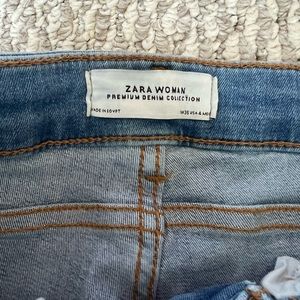 ZARA WOMAN
PREMIUM DENIM COLLECTION
MADE IN EGYPT